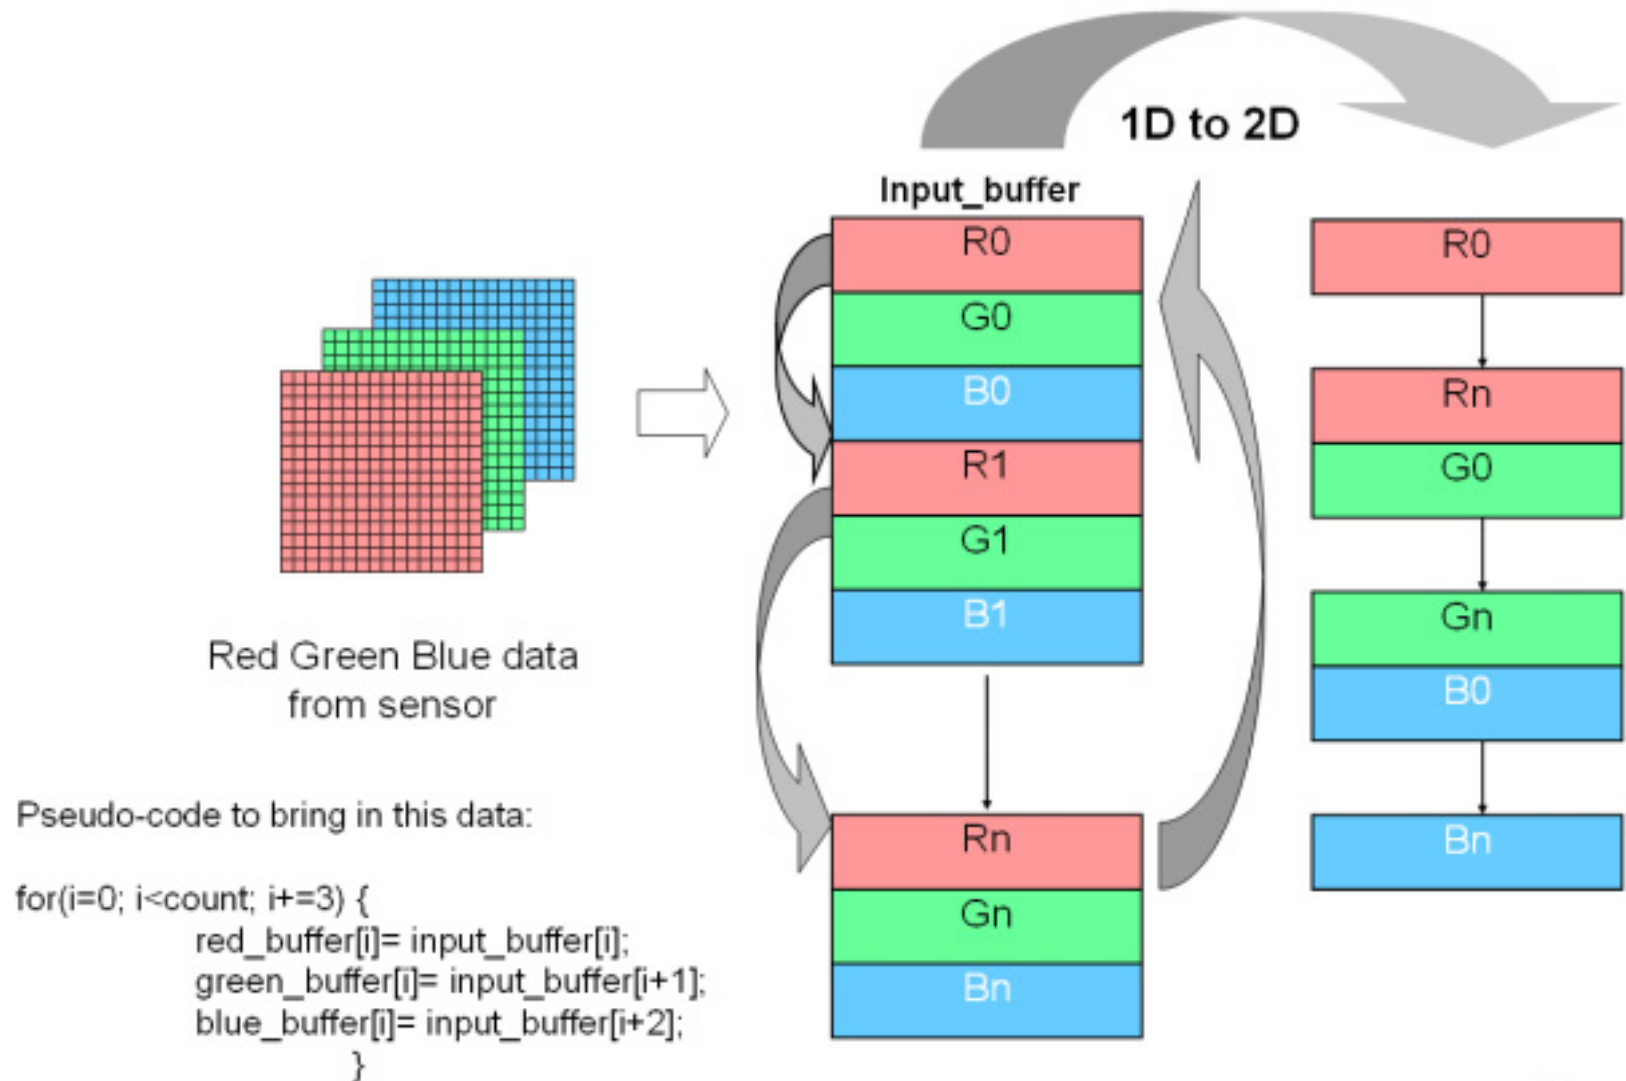 1D to 2D
Input_buffer
R0
G0
B0
R1
G1
B1
Rn
Gn
Bn
R0
Rn
G0
Gn
B0
Bn
Red Green Blue data
from sensor
Pseudo-code to bring in this data:
for(i=0; i<count; i+=3) {
red_buffer[i]= input_buffer[i];
green_buffer[i]= input_buffer[i+1];
blue_buffer[i]= input_buffer[i+2];
}